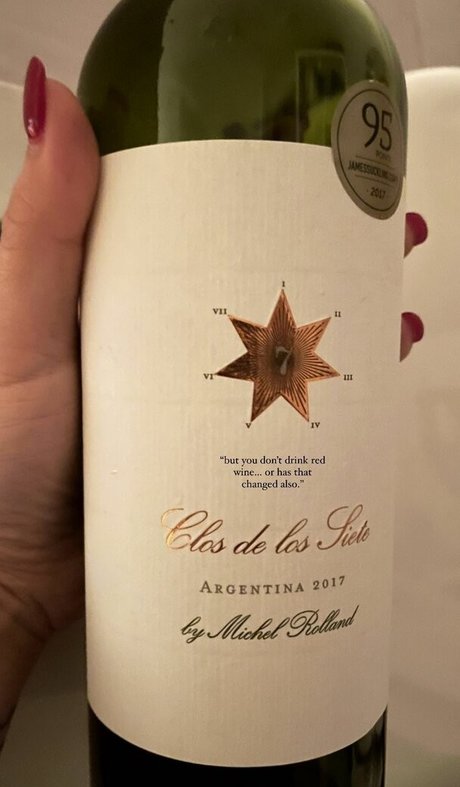 95
POINTS
JAMESSUCKLING.COM
2017
I
VII
II
7
VI
III
V
IV
“but you don’t drink red
wine... or has that
changed also.”
Clos de los Siete
ARGENTINA 2017
by Michel Rolland